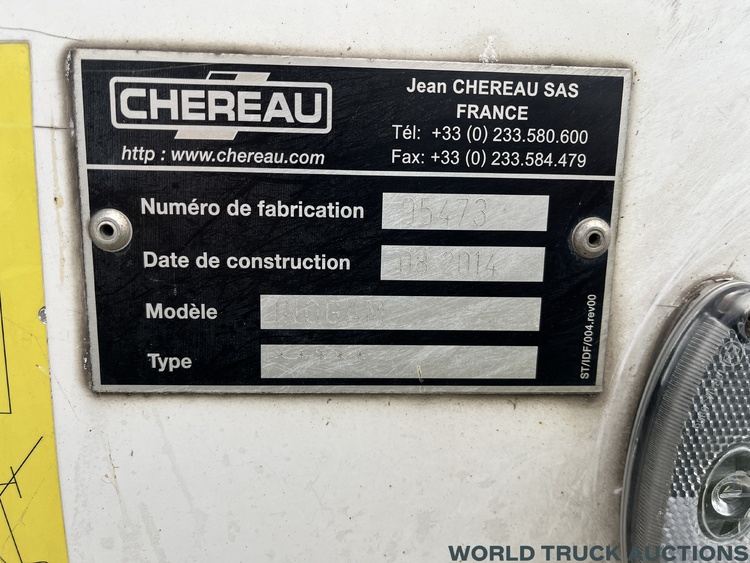 CHEREAU
http : www.chereau.com
Jean CHEREAU SAS
FRANCE
Tél: +33 (0) 233.580.600
Fax: +33 (0) 233.584.479
Numéro de fabrication 95473
Date de construction 08 2014
Modèle
Type
ST/IDF/004.rev00
WORLD TRUCK AUCTIONS